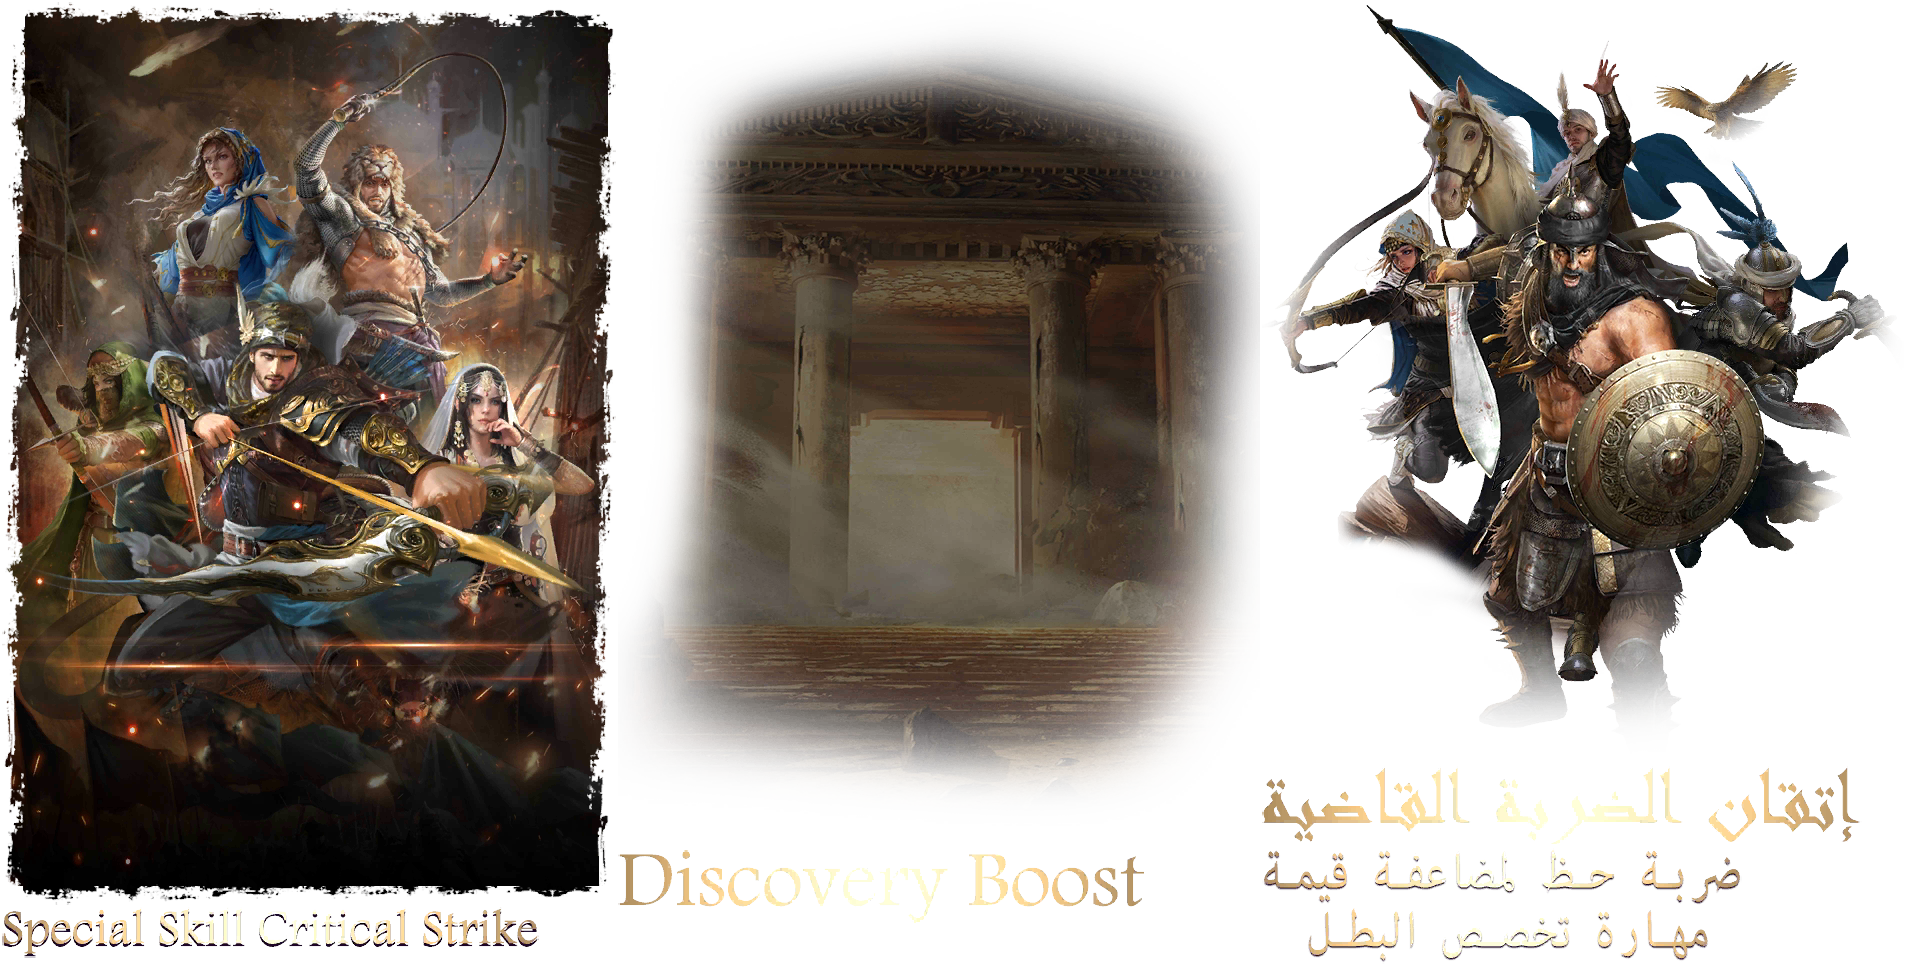 Special Skill Critical Strike
Discovery Boost
إتقان الضربة القاضية
ضربة حظ لمضاعفة قيمة
مهارة تخصص البطل